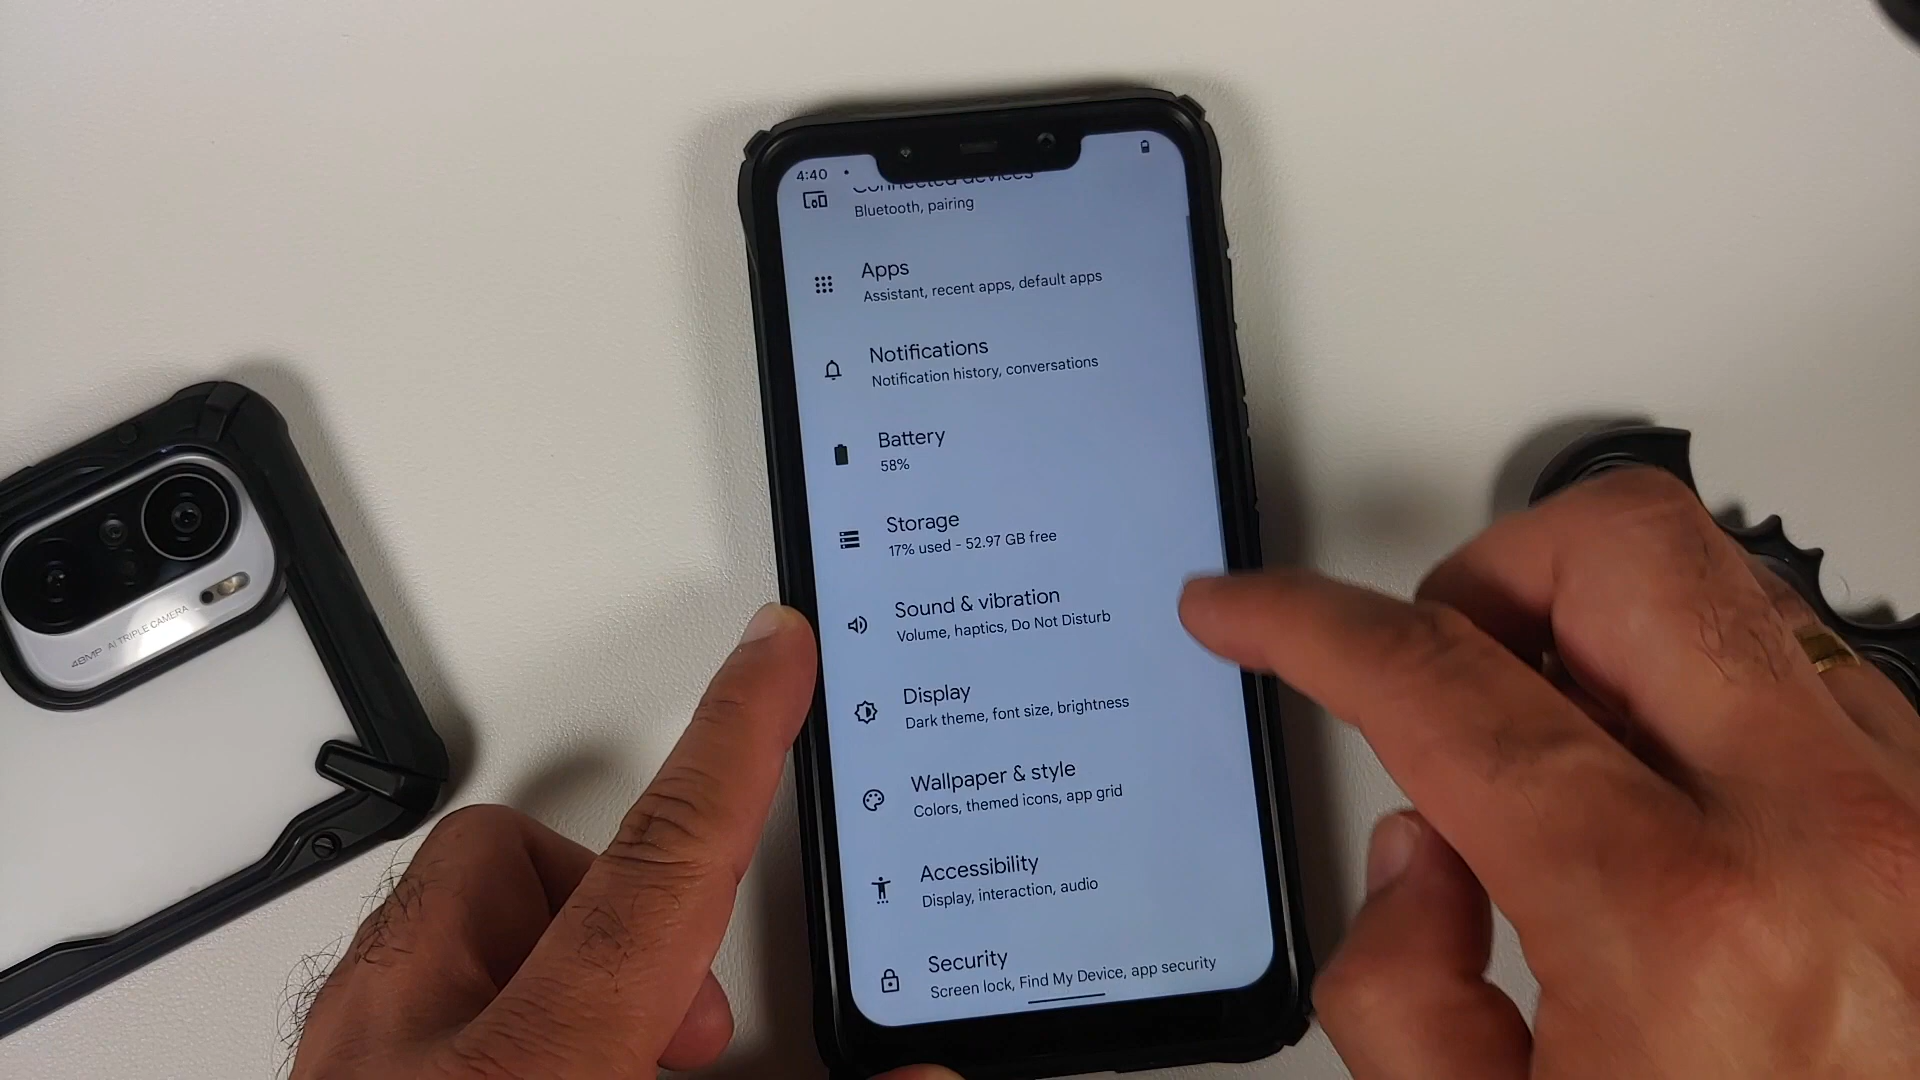 4:40
Connected devices
Bluetooth, pairing
Apps
Assistant, recent apps, default apps
Notifications
Notification history, conversations
Battery
58%
Storage
17% used - 52.97 GB free
Sound & vibration
Volume, haptics, Do Not Disturb
Display
Dark theme, font size, brightness
Wallpaper & style
Colors, themed icons, app grid
Accessibility
Display, interaction, audio
Security
Screen lock, Find My Device, app security
48MP AI TRIPLE CAMERA